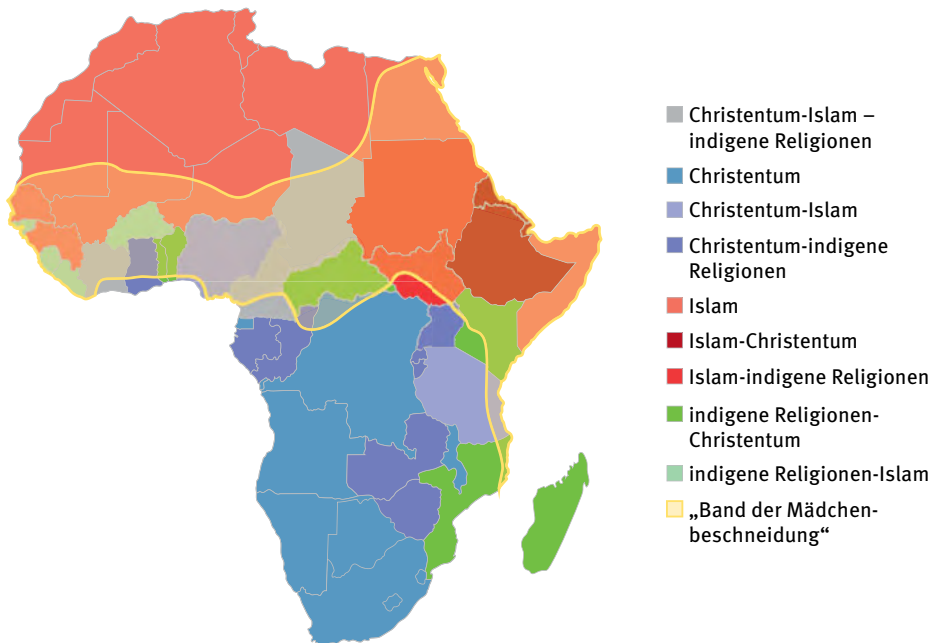 Christentum-Islam –
indigene Religionen
Christentum
Christentum-Islam
Christentum-indigene
Religionen
Islam
Islam-Christentum
Islam-indigene Religionen
indigene Religionen-
Christentum
indigene Religionen-Islam
„Band der Mädchen-
beschneidung“